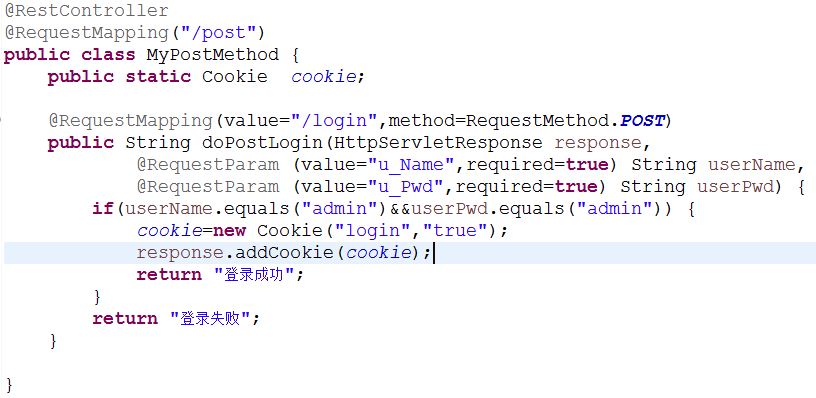 @RestController
@RequestMapping("/post")
public class MyPostMethod {
    public static Cookie  cookie;

    @RequestMapping(value="/login",method=RequestMethod.POST)
    public String doPostLogin(HttpServletResponse response,
            @RequestParam (value="u_Name",required=true) String userName,
            @RequestParam (value="u_Pwd",required=true) String userPwd) {
        if(userName.equals("admin")&&userPwd.equals("admin")) {
            cookie=new Cookie("login","true");
            response.addCookie(cookie);
            return "登录成功";
        }
        return "登录失败";
    }

}